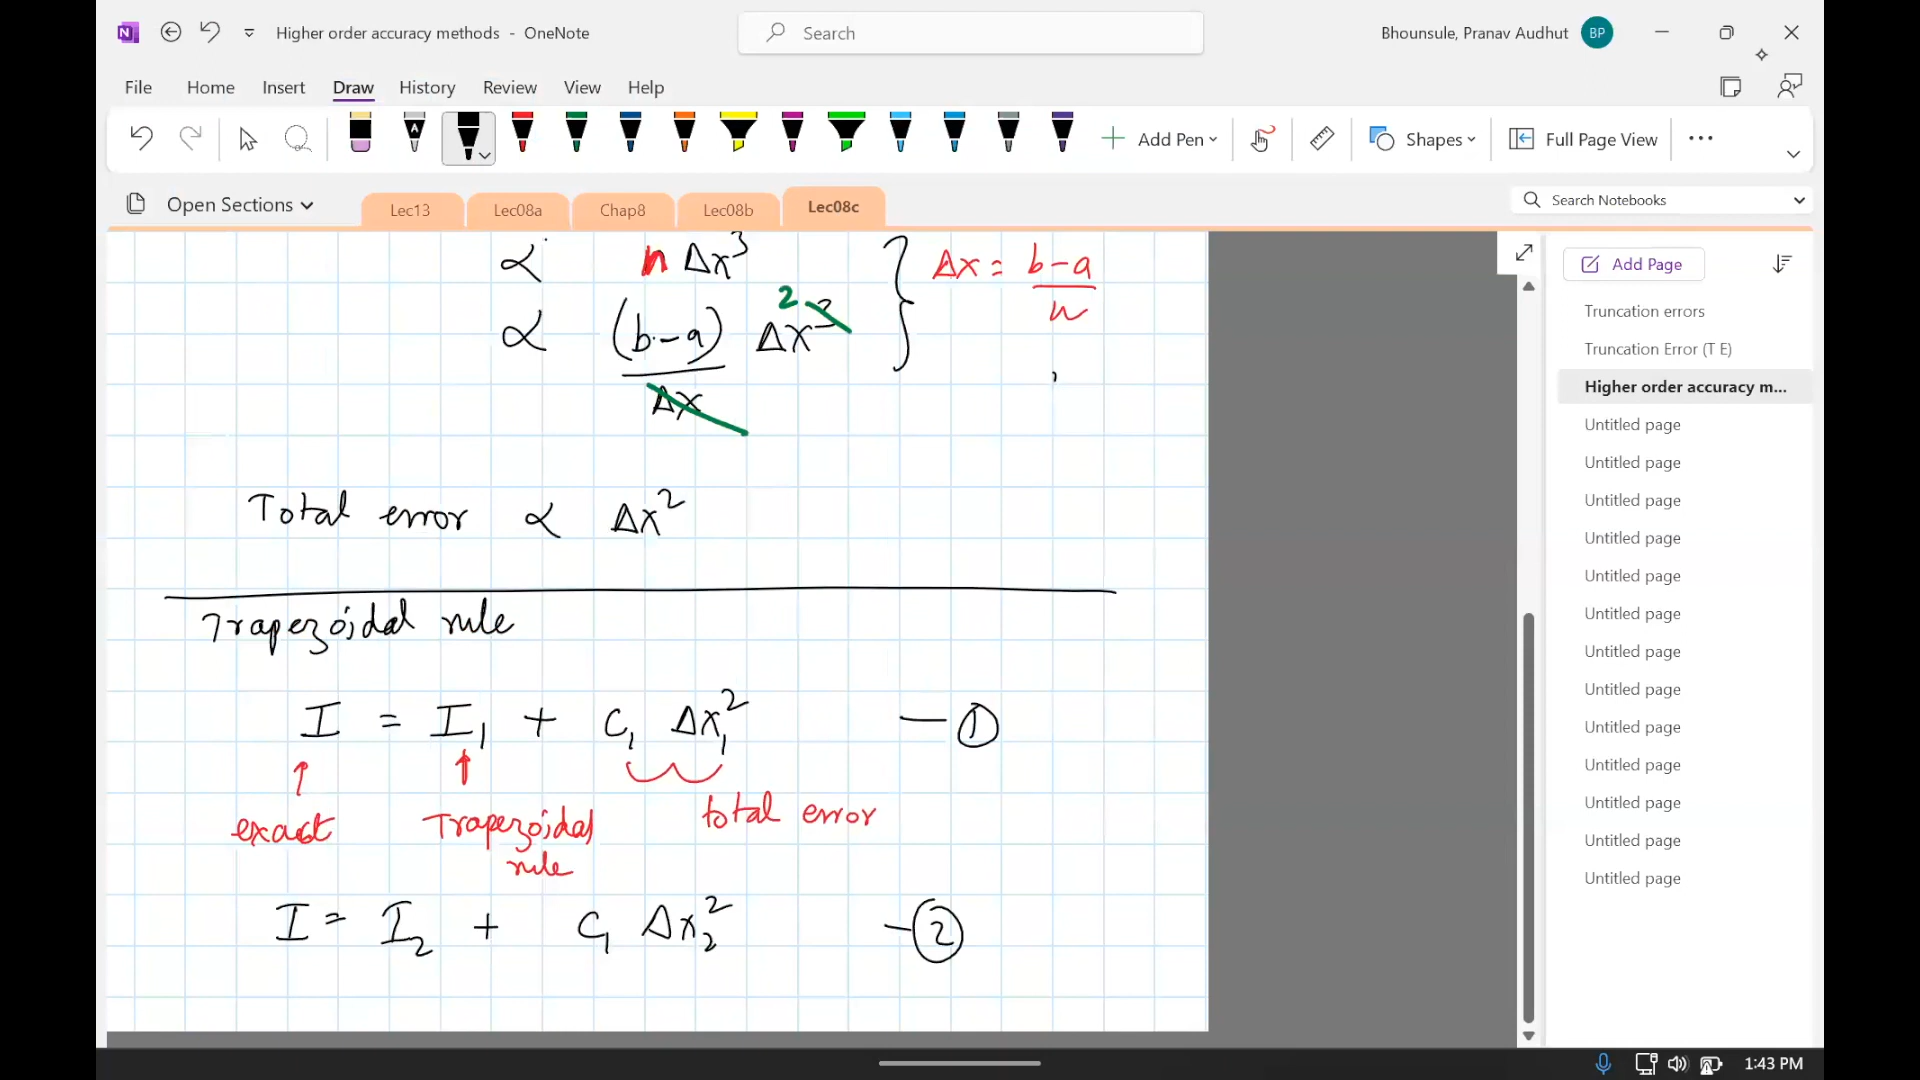 Higher order accuracy methods - OneNote
Search
Bhounsule, Pranav Audhut
BP
File Home Insert Draw History Review View Help
Add Pen
Shapes
Full Page View
Open Sections
Lec13
Lec08a
Chap8
Lec08b
Lec08c
Search Notebooks
∝ n Δx³
Δx = b-a
n
∝ (b-a) Δx³ 2
Δx
Total error ∝ Δx²
Trapezoidal rule
I = I₁ + C₁ Δx₁² — ①
exact
Trapezoidal
rule
total error
I = I₂ + C₁ Δx₂² - ②
Add Page
Truncation errors
Truncation Error (T E)
Higher order accuracy m...
Untitled page
Untitled page
Untitled page
Untitled page
Untitled page
Untitled page
Untitled page
Untitled page
Untitled page
Untitled page
Untitled page
Untitled page
Untitled page
1:43 PM